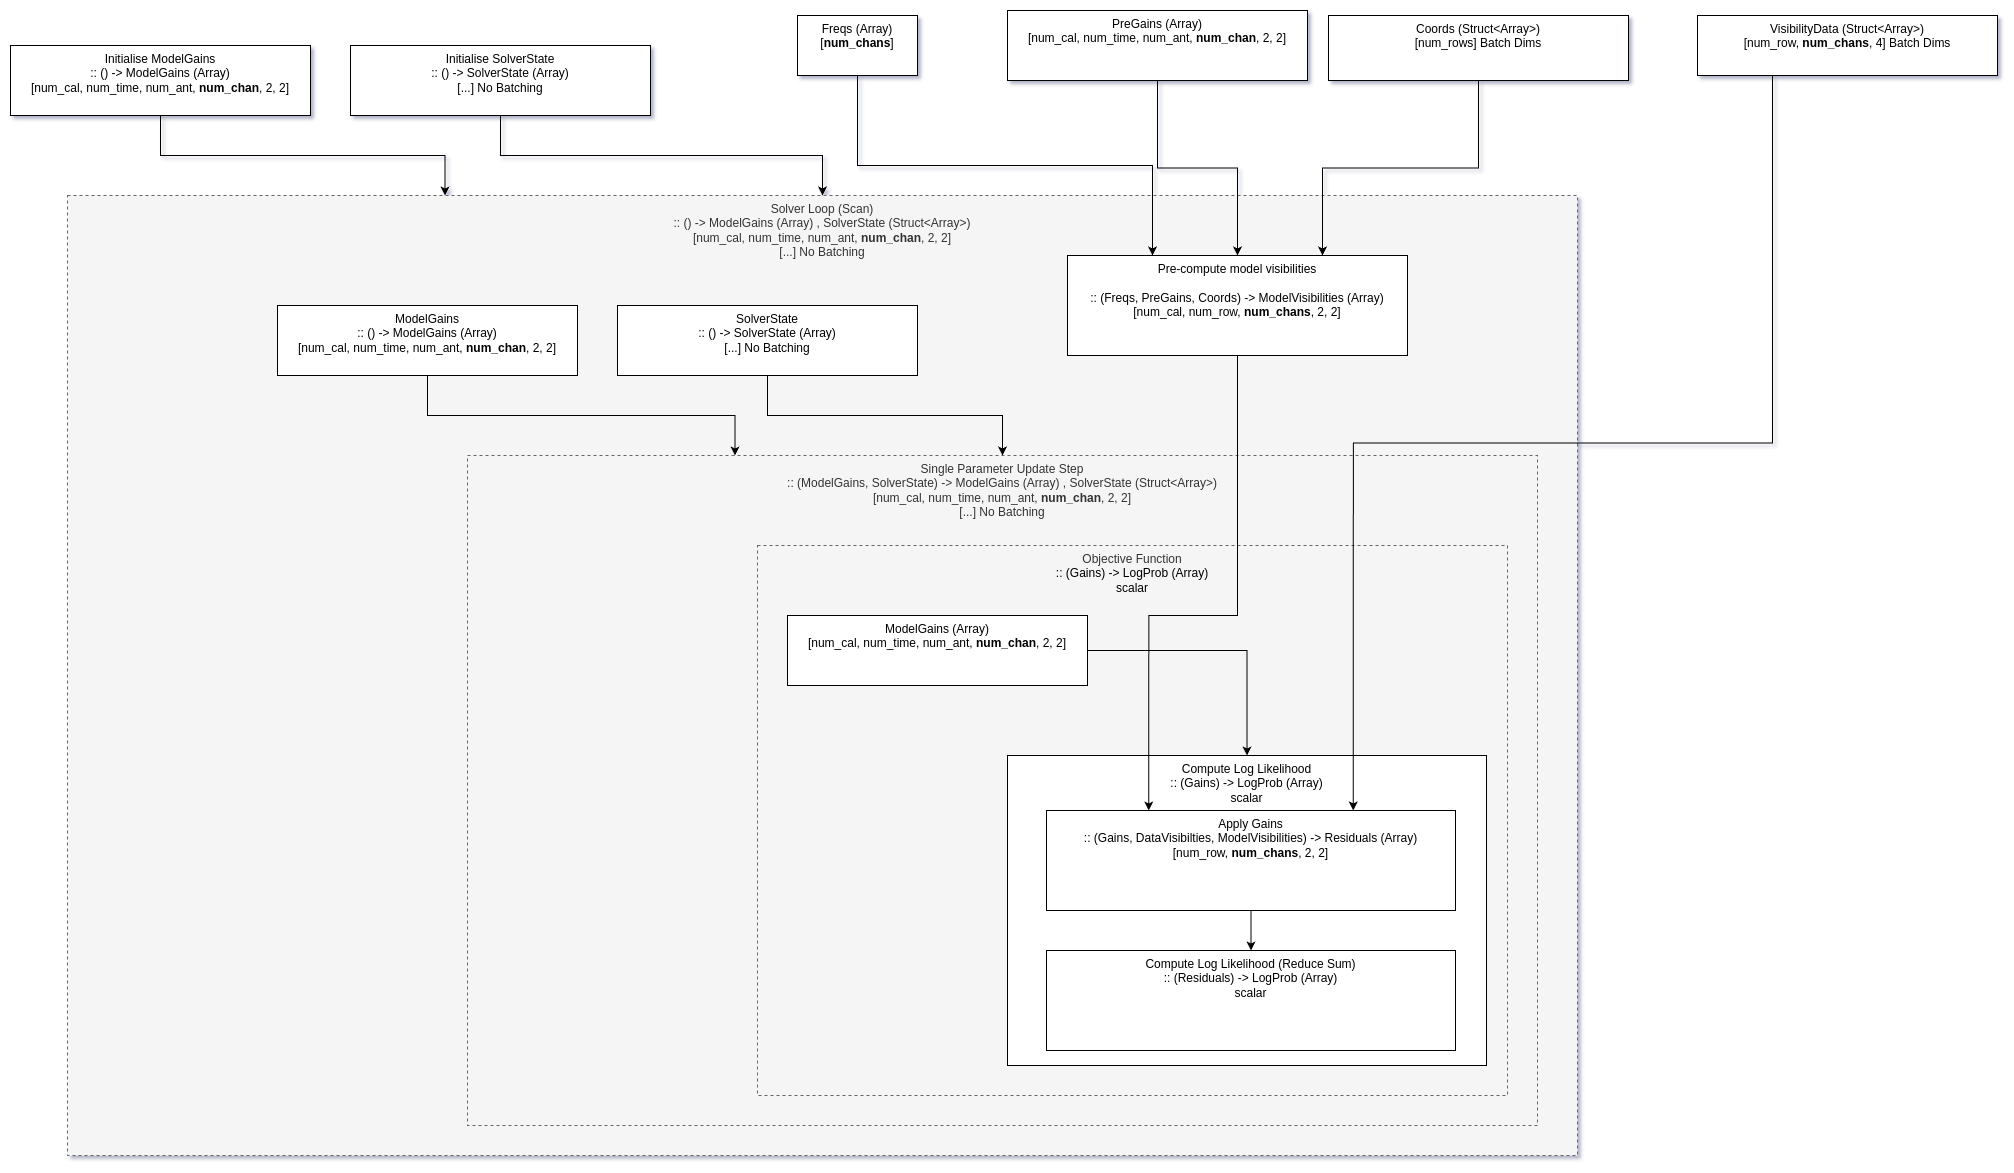 Initialise ModelGains
:: () -> ModelGains (Array)
[num_cal, num_time, num_ant, num_chan, 2, 2]
Initialise SolverState
:: () -> SolverState (Array)
[...] No Batching
Freqs (Array)
[num_chans]
PreGains (Array)
[num_cal, num_time, num_ant, num_chan, 2, 2]
Coords (Struct<Array>)
[num_rows] Batch Dims
VisibilityData (Struct<Array>)
[num_row, num_chans, 4] Batch Dims
Solver Loop (Scan)
:: () -> ModelGains (Array) , SolverState (Struct<Array>)
[num_cal, num_time, num_ant, num_chan, 2, 2]
[...] No Batching
Pre-compute model visibilities
:: (Freqs, PreGains, Coords) -> ModelVisibilities (Array)
[num_cal, num_row, num_chans, 2, 2]
ModelGains
:: () -> ModelGains (Array)
[num_cal, num_time, num_ant, num_chan, 2, 2]
SolverState
:: () -> SolverState (Array)
[...] No Batching
Single Parameter Update Step
:: (ModelGains, SolverState) -> ModelGains (Array) , SolverState (Struct<Array>)
[num_cal, num_time, num_ant, num_chan, 2, 2]
[...] No Batching
Objective Function
:: (Gains) -> LogProb (Array)
scalar
ModelGains (Array)
[num_cal, num_time, num_ant, num_chan, 2, 2]
Compute Log Likelihood
:: (Gains) -> LogProb (Array)
scalar
Apply Gains
:: (Gains, DataVisibilties, ModelVisibilities) -> Residuals (Array)
[num_row, num_chans, 2, 2]
Compute Log Likelihood (Reduce Sum)
:: (Residuals) -> LogProb (Array)
scalar